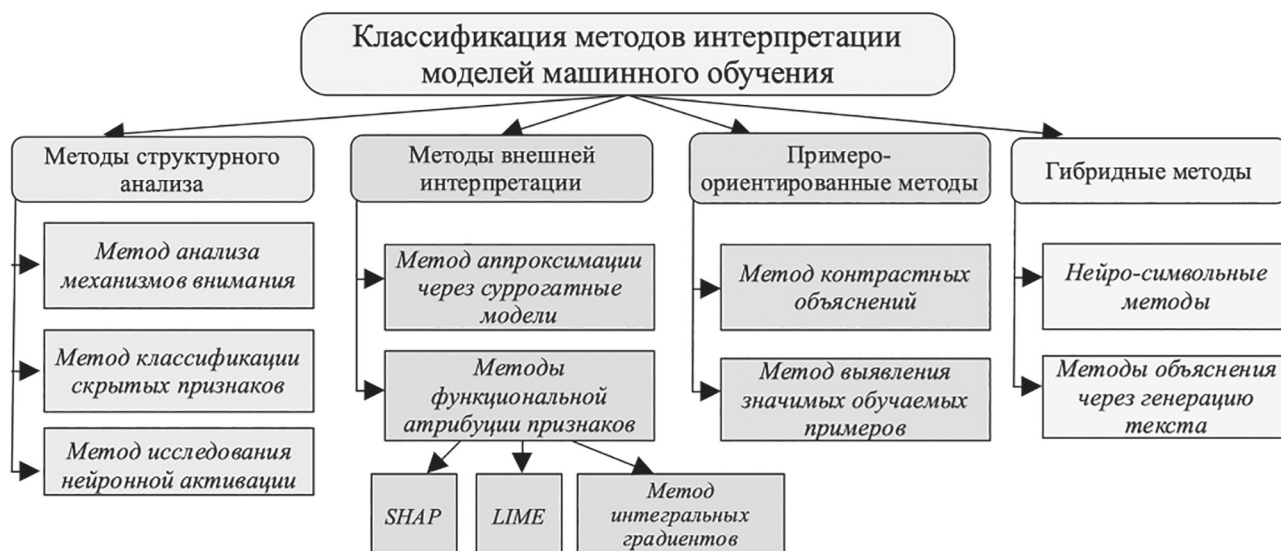 Классификация методов интерпретации
моделей машинного обучения
Методы структурного
анализа
Метод анализа
механизмов внимания
Метод классификации
скрытых признаков
Метод исследования
нейронной активации
Методы внешней
интерпретации
Метод аппроксимации
через суррогатные
модели
Методы
функциональной
атрибуции признаков
SHAP
LIME
Метод
интегральных
градиентов
Примеро-
ориентированные методы
Метод контрастных
объяснений
Метод выявления
значимых обучаемых
примеров
Гибридные методы
Нейро-символьные
методы
Методы объяснения
через генерацию
текста